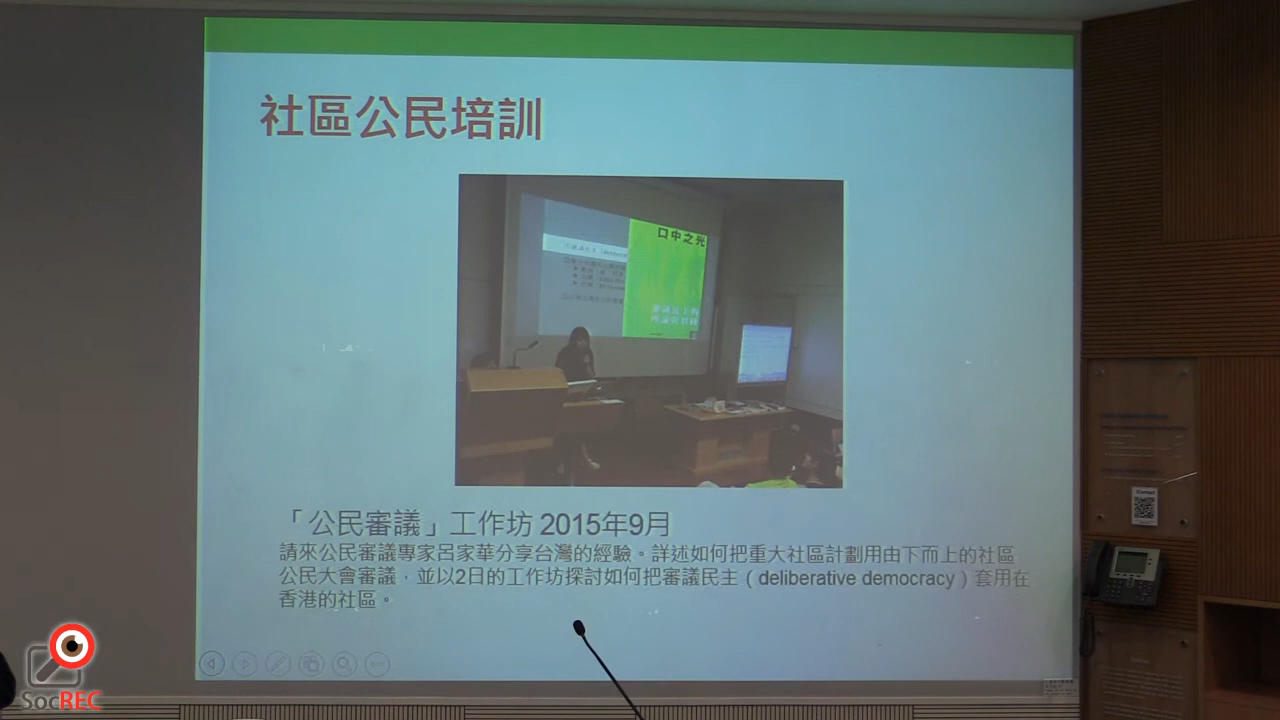 社區公民培訓
口中之光
「公民審議」工作坊 2015年9月
請來公民審議專家呂家華分享台灣的經驗。詳述如何把重大社區計劃用由下而上的社區
公民大會審議，並以2日的工作坊探討如何把審議民主（deliberative democracy）套用在
香港的社區。
SocREC